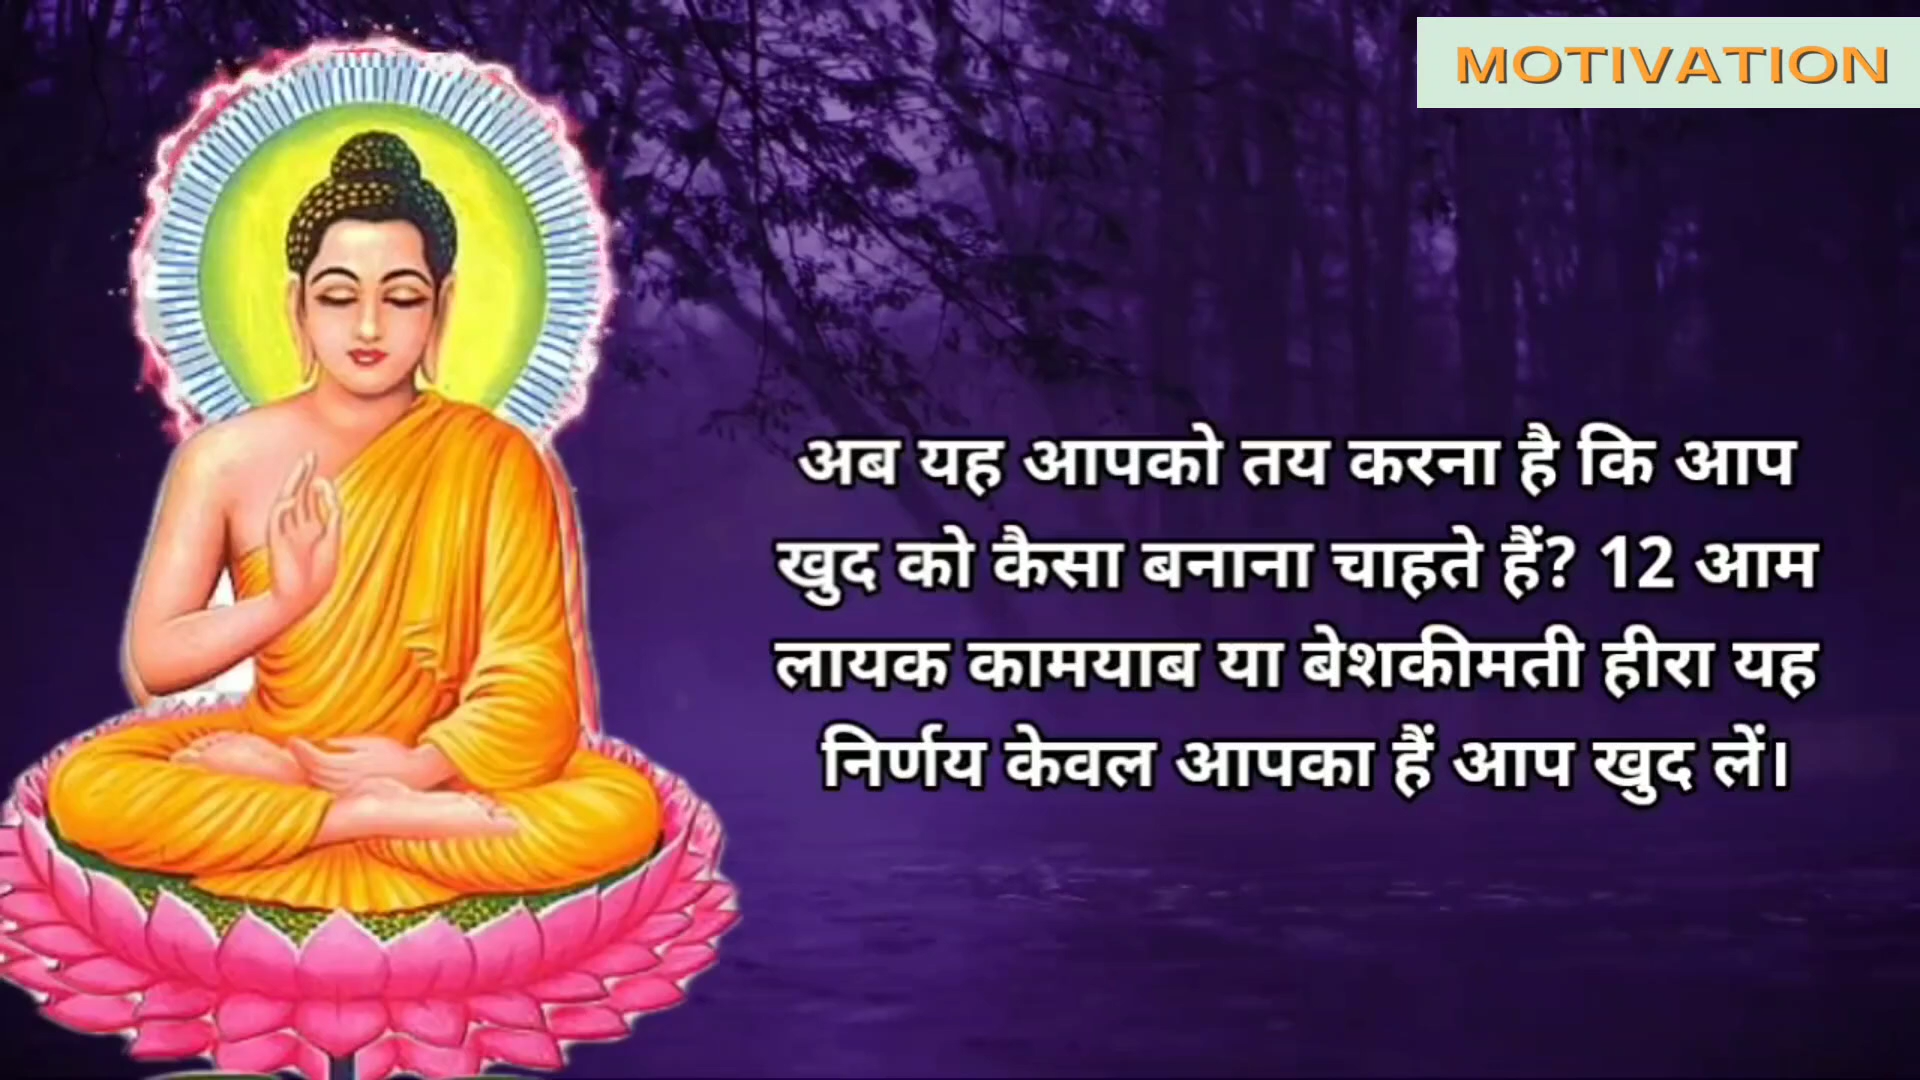 MOTIVATION
अब यह आपको तय करना है कि आप
खुद को कैसा बनाना चाहते हैं? 12 आम
लायक कामयाब या बेशकीमती हीरा यह
निर्णय केवल आपका हैं आप खुद लें।